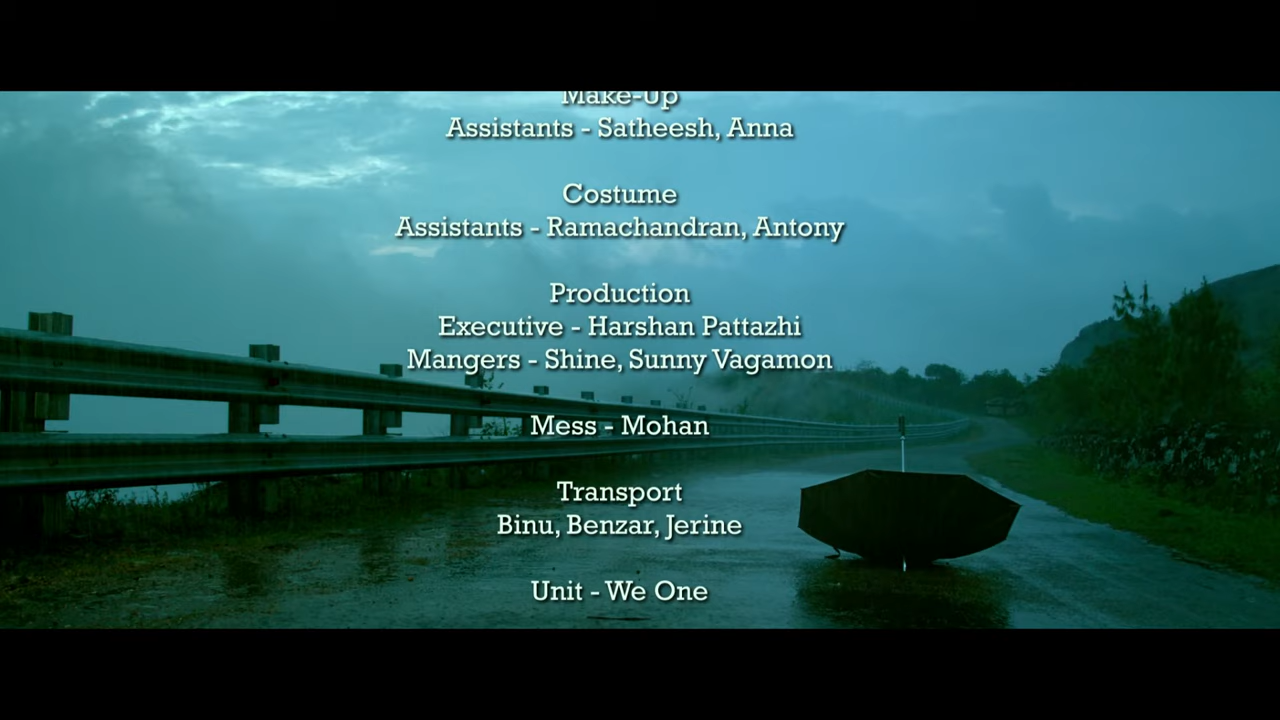 Make-Up
Assistants - Satheesh, Anna
Costume
Assistants - Ramachandran, Antony
Production
Executive - Harshan Pattazhi
Mangers - Shine, Sunny Vagamon
Mess - Mohan
Transport
Binu, Benzar, Jerine
Unit - We One